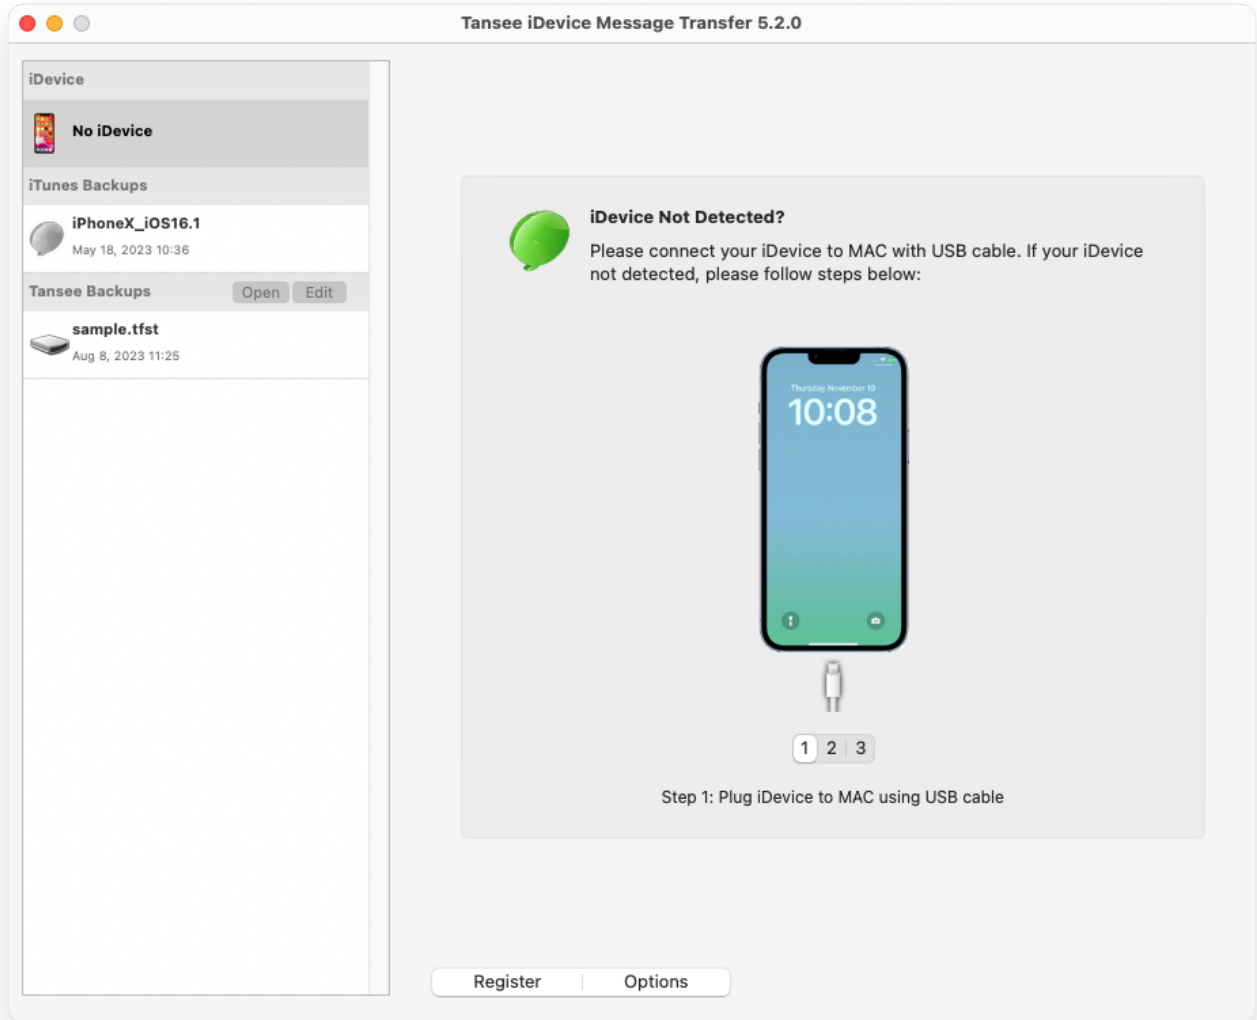 Tansee iDevice Message Transfer 5.2.0
iDevice
No iDevice
iTunes Backups
iPhoneX_iOS16.1
May 18, 2023 10:36
Tansee Backups Open Edit
sample.tfst
Aug 8, 2023 11:25
iDevice Not Detected?
Please connect your iDevice to MAC with USB cable. If your iDevice
not detected, please follow steps below:
Thursday, November 10
10:08
1 2 3
Step 1: Plug iDevice to MAC using USB cable
Register Options